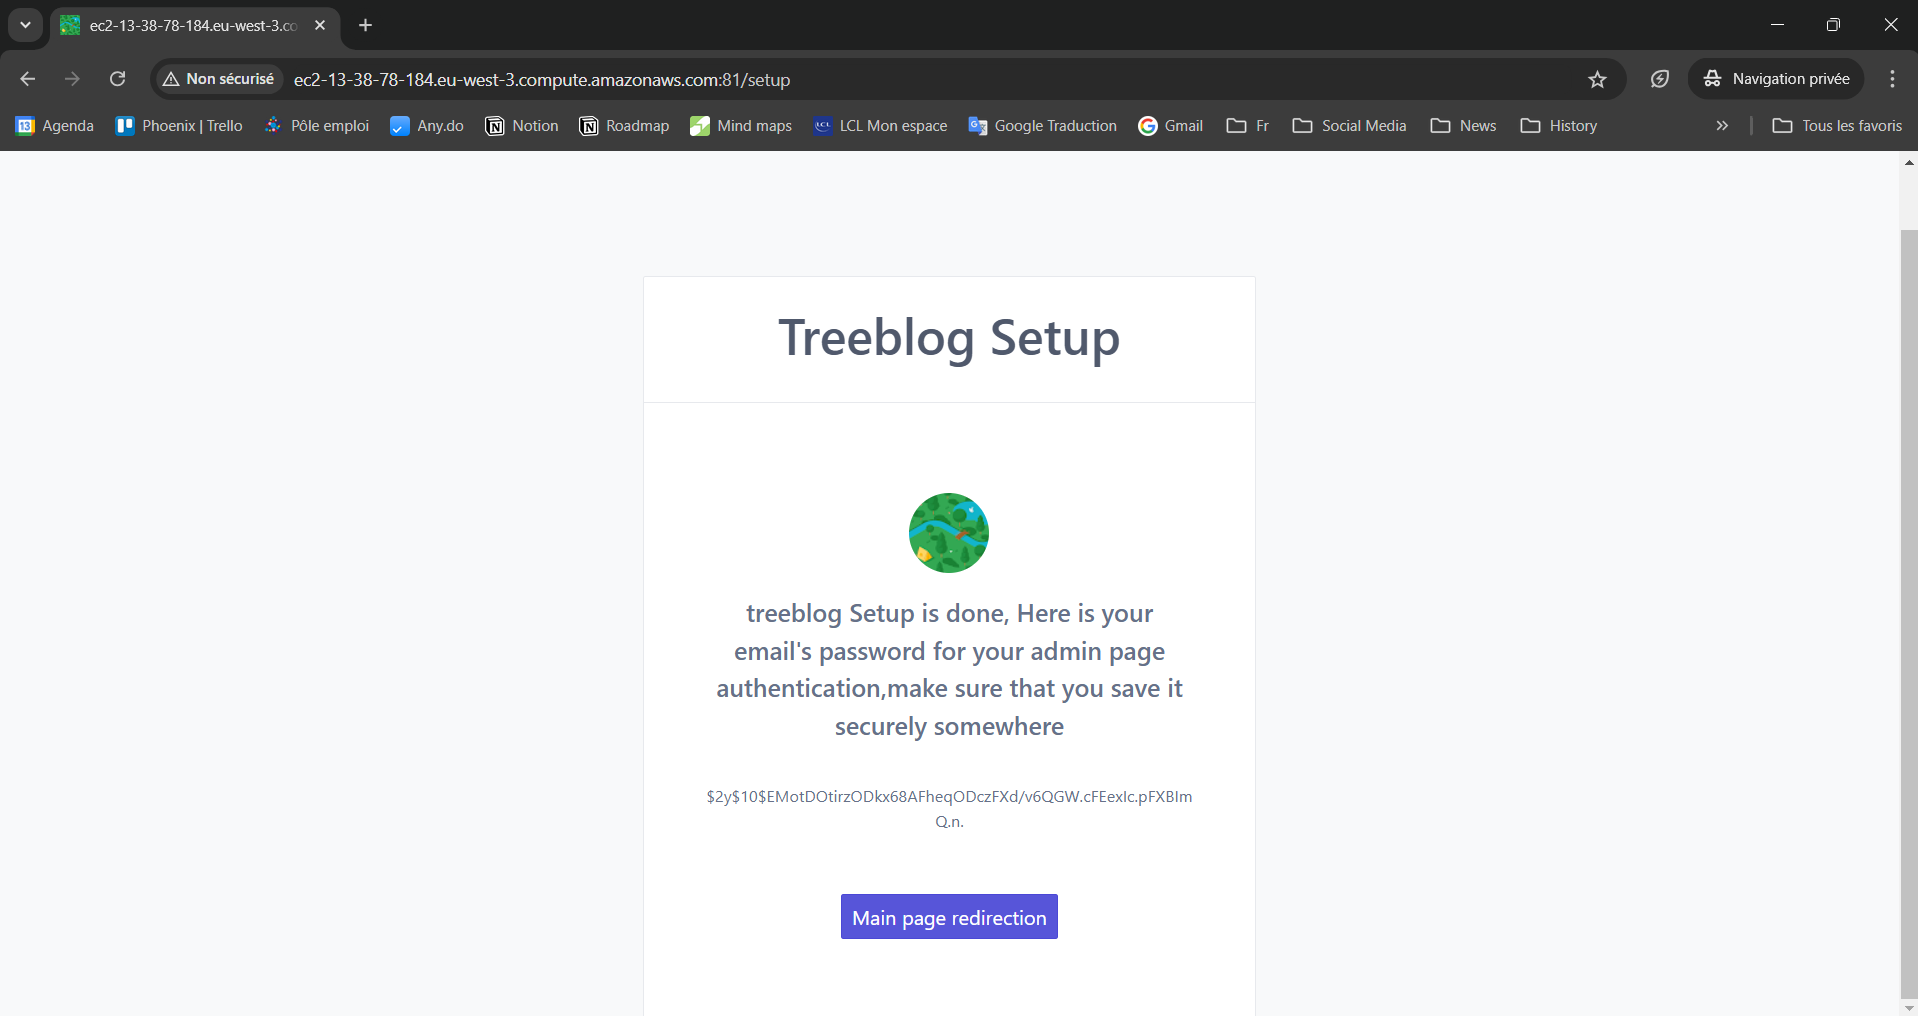 ec2-13-38-78-184.eu-west-3.co
Non sécurisé
ec2-13-38-78-184.eu-west-3.compute.amazonaws.com:81/setup
Navigation privée
13 Agenda
Phoenix | Trello
Pôle emploi
Any.do
Notion
Roadmap
Mind maps
LCL LCL Mon espace
Google Traduction
Gmail
Fr
Social Media
News
History
Tous les favoris
Treeblog Setup
treeblog Setup is done, Here is your
email's password for your admin page
authentication,make sure that you save it
securely somewhere
$2y$10$EMotDOtirzODkx68AFheqODczFXd/v6QGW.cFEexIc.pFXBIm
Q.n.
Main page redirection